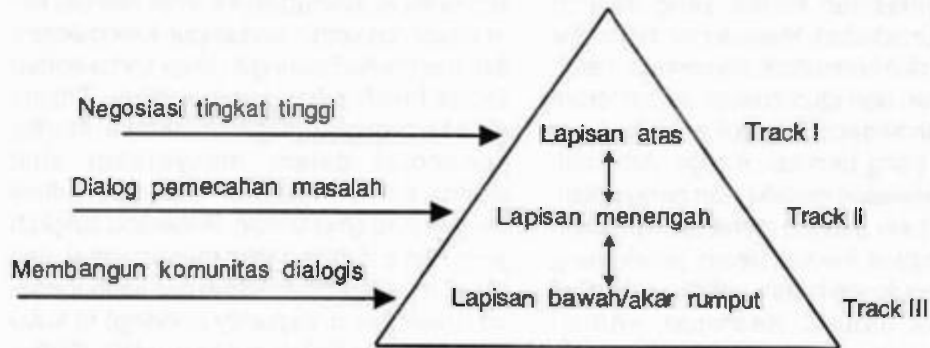 Negosiasi tingkat tinggi
Lapisan atas
Track I
Dialog pemecahan masalah
Lapisan menengah
Track II
Membangun komunitas dialogis
Lapisan bawah/akar rumput
Track III